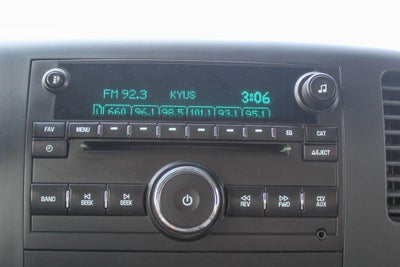 FM 92.3 KYUS 3:06
660 96.1 98.5 101.1 93.1 95.1
FAV MENU EQ CAT
EJECT
BAND SEEK SEEK REV FWD CD/AUX